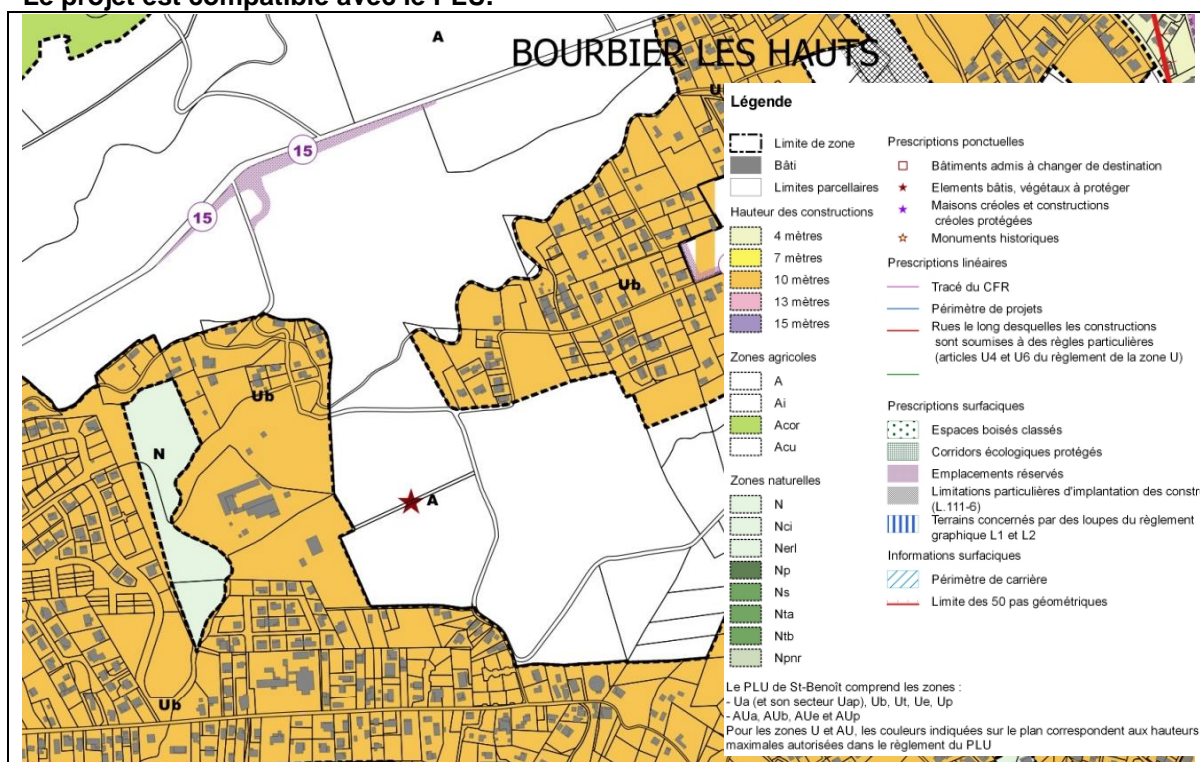 Le projet est compatible avec le PLU.
A
BOURBIER LES HAUTS
15
15
Ub
Ub
N
A
Ub
Légende
Limite de zone
Bâti
Limites parcellaires
Hauteur des constructions
4 mètres
7 mètres
10 mètres
13 mètres
15 mètres
Zones agricoles
A
Ai
Acor
Acu
Zones naturelles
N
Nci
Nerl
Np
Ns
Nta
Ntb
Npnr
Prescriptions ponctuelles
Bâtiments admis à changer de destination
Elements bâtis, végétaux à protéger
Maisons créoles et constructions
créoles protégées
Monuments historiques
Prescriptions linéaires
Tracé du CFR
Périmètre de projets
Rues le long desquelles les constructions
sont soumises à des règles particulières
(articles U4 et U6 du règlement de la zone U)
Prescriptions surfaciques
Espaces boisés classés
Corridors écologiques protégés
Emplacements réservés
Limitations particulières d'implantation des constr
(L.111-6)
Terrains concernés par des loupes du règlement
graphique L1 et L2
Informations surfaciques
Périmètre de carrière
Limite des 50 pas géométriques
Le PLU de St-Benoît comprend les zones :
- Ua (et son secteur Uap), Ub, Ut, Ue, Up
- AUa, AUb, AUe et AUp
Pour les zones U et AU, les couleurs indiquées sur le plan correspondent aux hauteurs
maximales autorisées dans le règlement du PLU